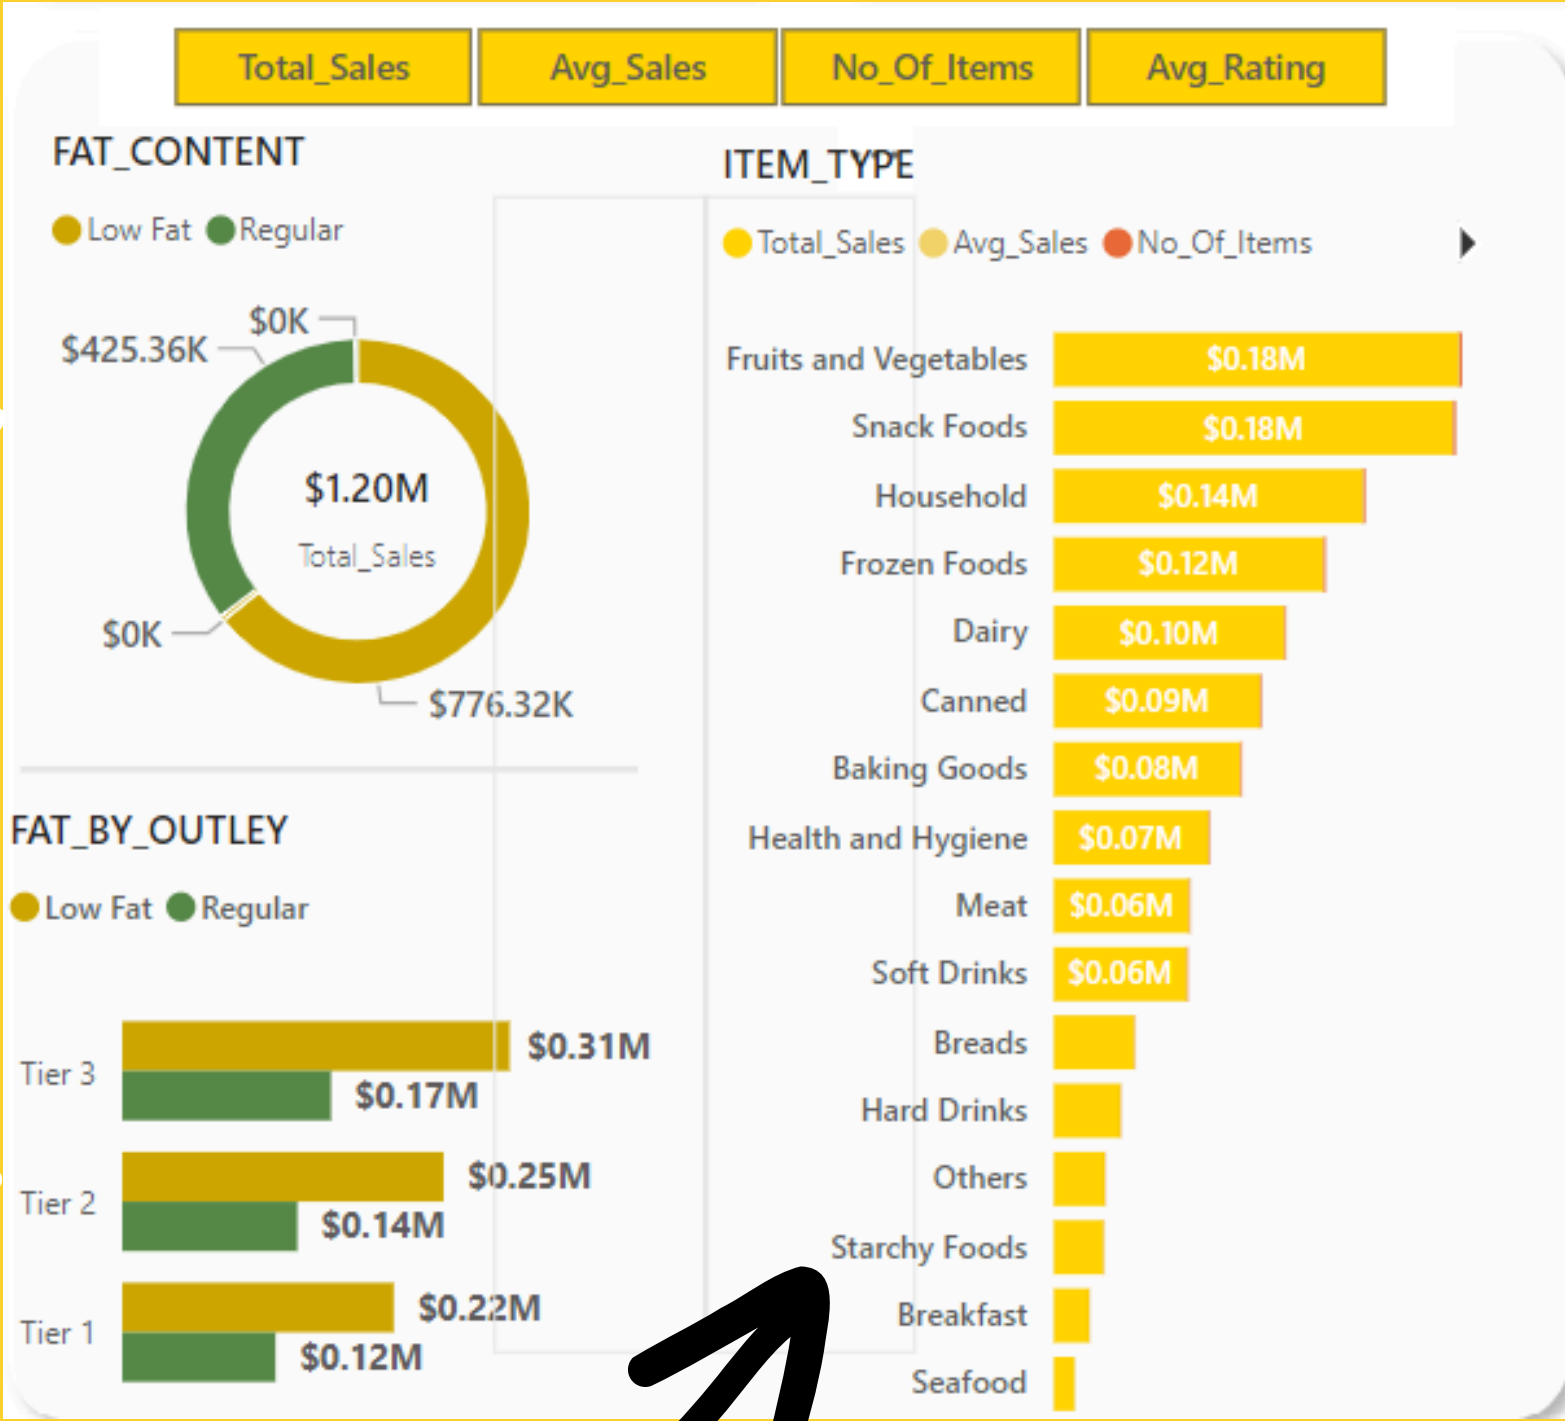 Total_Sales Avg_Sales No_Of_Items Avg_Rating
FAT_CONTENT
Low Fat Regular
$0K
$425.36K
$1.20M
Total_Sales
$0K
$776.32K
FAT_BY_OUTLEY
Low Fat Regular
Tier 3 $0.31M
$0.17M
Tier 2 $0.25M
$0.14M
Tier 1 $0.22M
$0.12M
ITEM_TYPE
Total_Sales Avg_Sales No_Of_Items
Fruits and Vegetables $0.18M
Snack Foods $0.18M
Household $0.14M
Frozen Foods $0.12M
Dairy $0.10M
Canned $0.09M
Baking Goods $0.08M
Health and Hygiene $0.07M
Meat $0.06M
Soft Drinks $0.06M
Breads
Hard Drinks
Others
Starchy Foods
Breakfast
Seafood